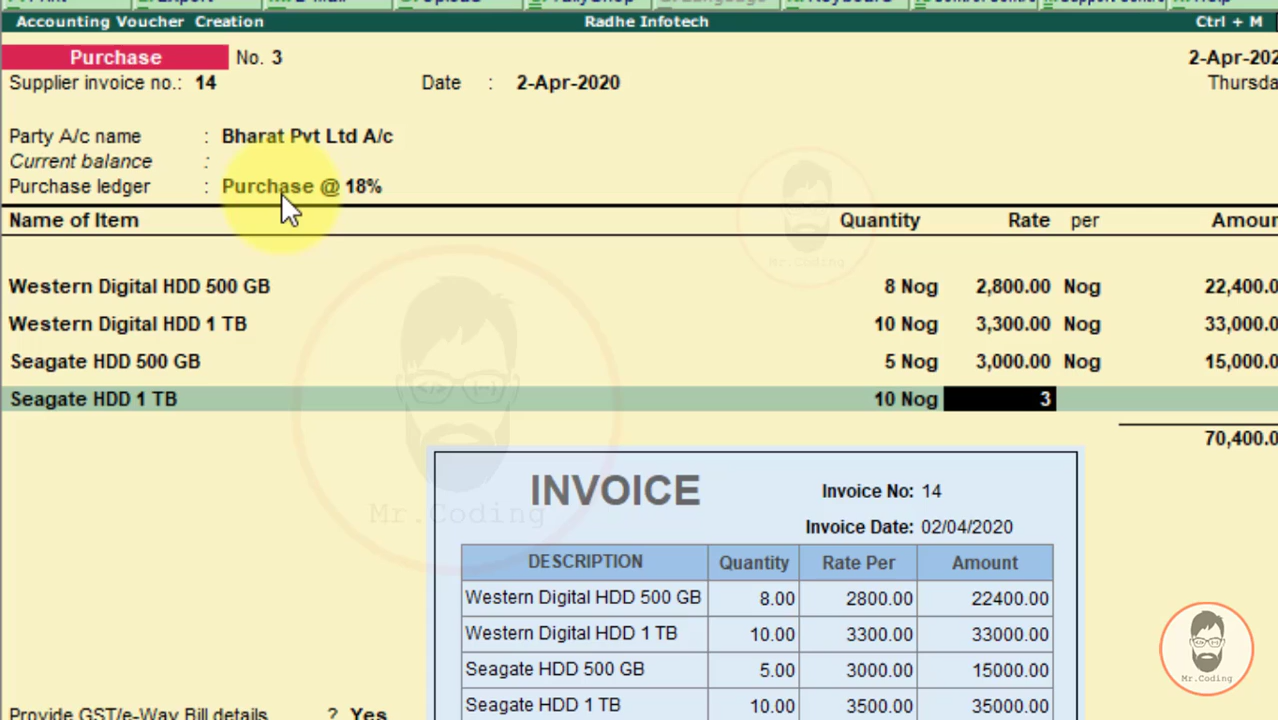 Accounting Voucher Creation Radhe Infotech Ctrl + M
Purchase No. 3 2-Apr-202
Supplier invoice no.: 14 Date : 2-Apr-2020 Thursda
Party A/c name : Bharat Pvt Ltd A/c
Current balance :
Purchase ledger : Purchase @ 18%
Name of Item Quantity Rate per Amoun
Western Digital HDD 500 GB 8 Nog 2,800.00 Nog 22,400.0
Western Digital HDD 1 TB 10 Nog 3,300.00 Nog 33,000.0
Seagate HDD 500 GB 5 Nog 3,000.00 Nog 15,000.0
Seagate HDD 1 TB 10 Nog 3
70,400.0
Mr.Coding
Mr.Coding
INVOICE Invoice No: 14
Invoice Date: 02/04/2020
DESCRIPTION Quantity Rate Per Amount
Western Digital HDD 500 GB 8.00 2800.00 22400.00
Western Digital HDD 1 TB 10.00 3300.00 33000.00
Seagate HDD 500 GB 5.00 3000.00 15000.00
Seagate HDD 1 TB 10.00 3500.00 35000.00
Mr.Coding
Provide GST/e-Way Bill details ? Yes